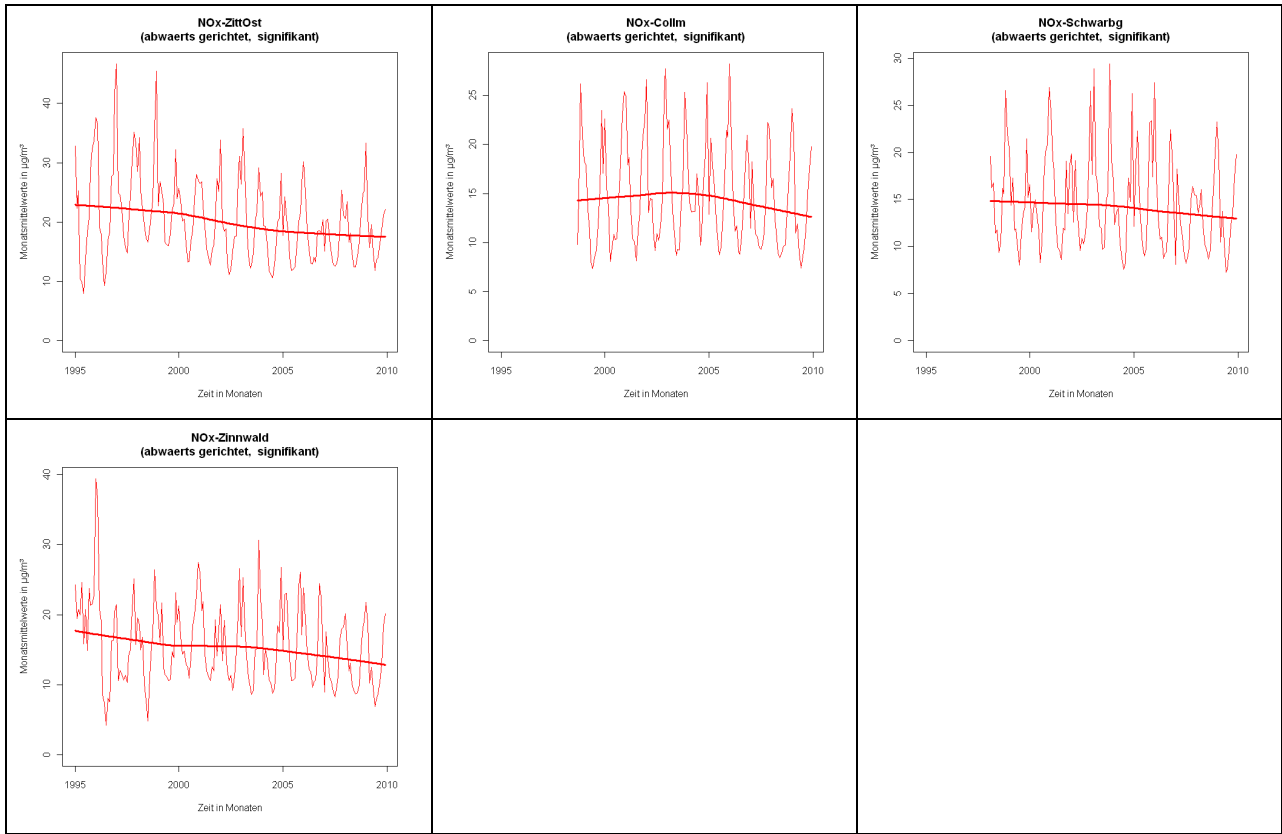 NOx-ZittOst
(abwaerts gerichtet, signifikant)
Monatsmittelwerte in µg/m³
0
10
20
30
40
1995
2000
2005
2010
Zeit in Monaten
NOx-Collm
(abwaerts gerichtet, signifikant)
Monatsmittelwerte in µg/m³
0
5
10
15
20
25
1995
2000
2005
2010
Zeit in Monaten
NOx-Schwarbg
(abwaerts gerichtet, signifikant)
Monatsmittelwerte in µg/m³
0
5
10
15
20
25
30
1995
2000
2005
2010
Zeit in Monaten
NOx-Zinnwald
(abwaerts gerichtet, signifikant)
Monatsmittelwerte in µg/m³
0
10
20
30
40
1995
2000
2005
2010
Zeit in Monaten